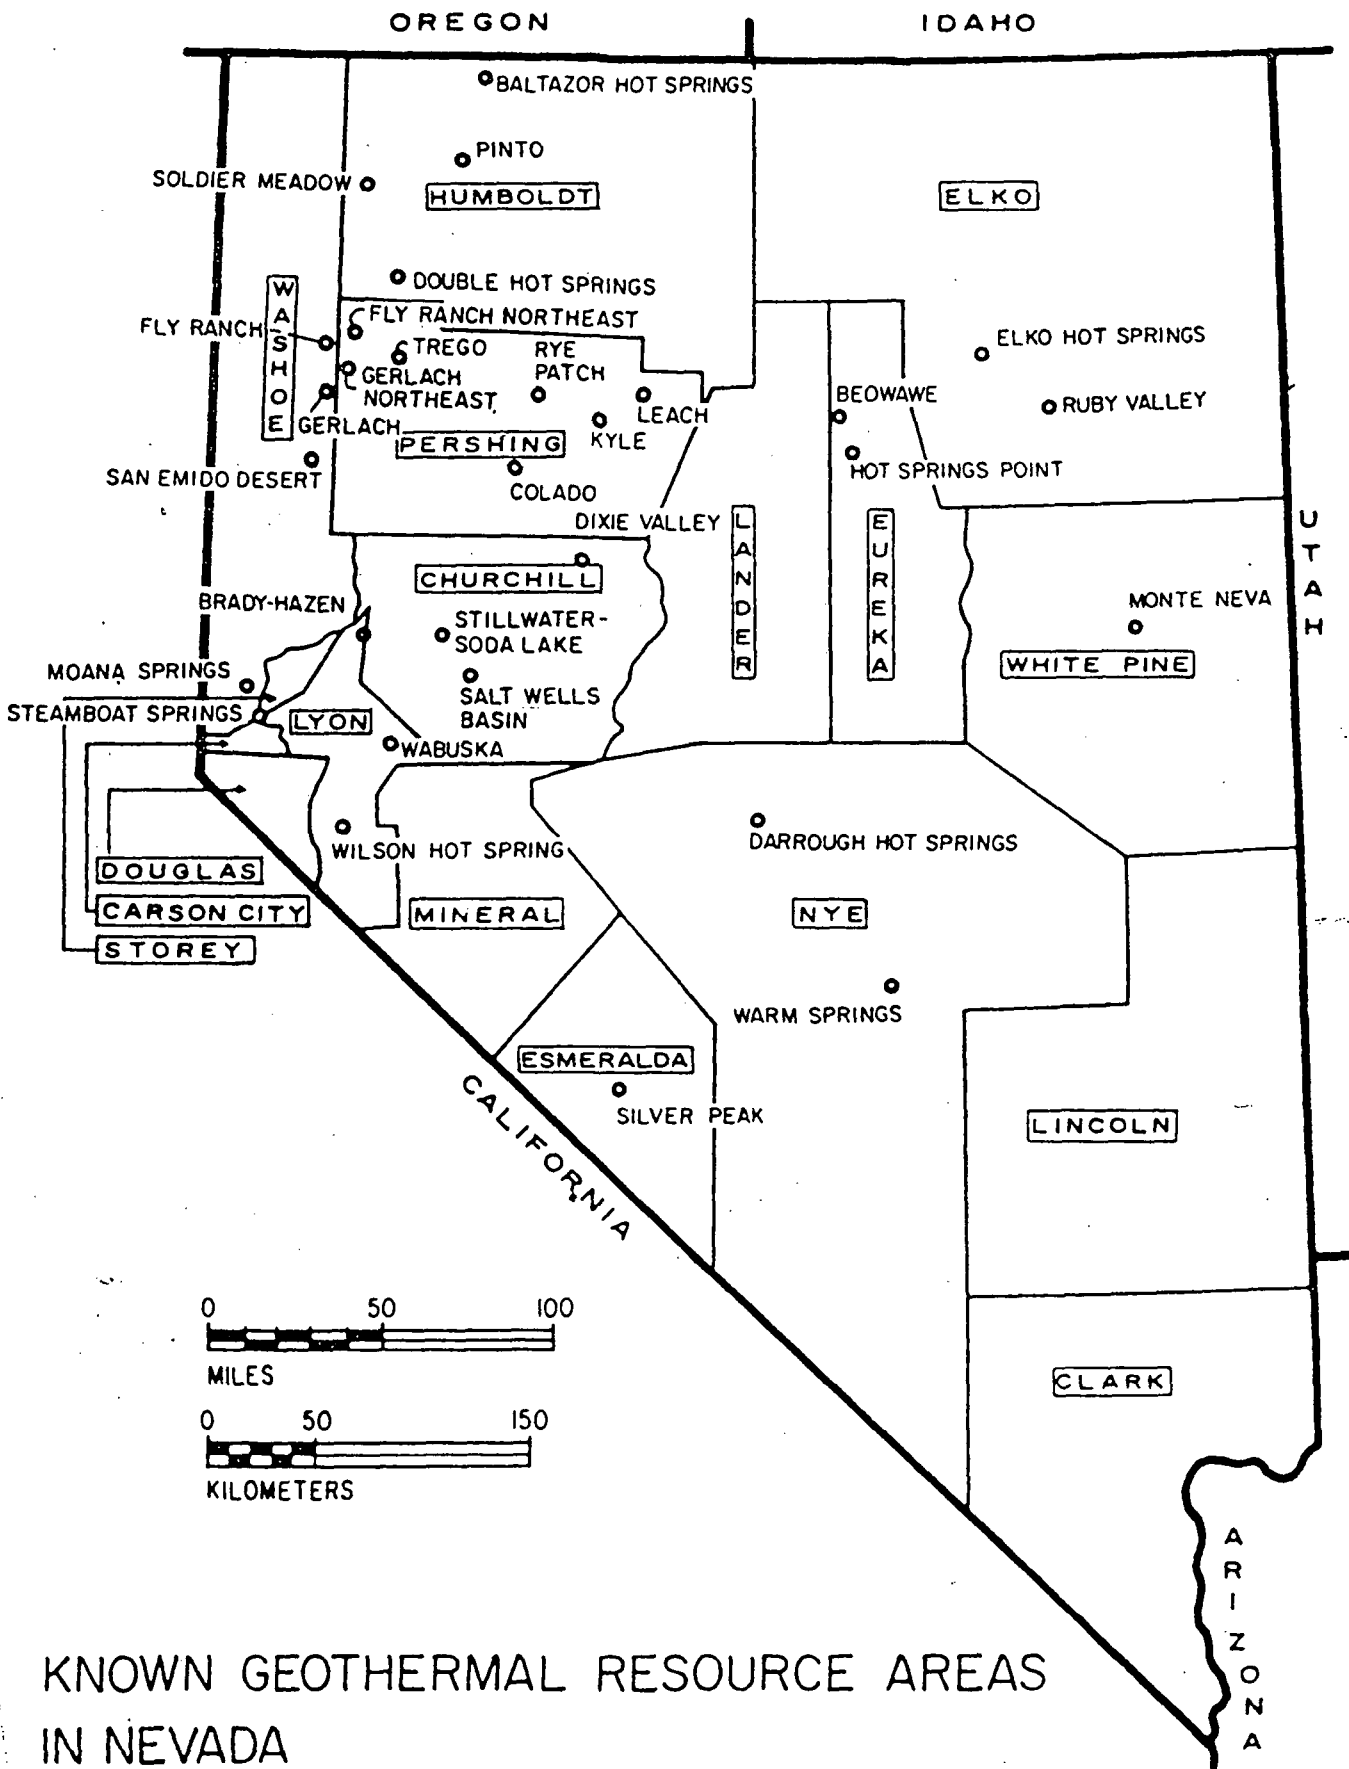 OREGON
IDAHO
BALTAZOR HOT SPRINGS
PINTO
SOLDIER MEADOW
HUMBOLDT
ELKO
DOUBLE HOT SPRINGS
WASHOE
FLY RANCH NORTHEAST
FLY RANCH
TREGO
RYE
PATCH
ELKO HOT SPRINGS
GERLACH
NORTHEAST
BEOWAWE
RUBY VALLEY
LEACH
GERLACH
KYLE
PERSHING
HOT SPRINGS POINT
SAN EMIDO DESERT
COLADO
DIXIE VALLEY
LANDER
EUREKA
UTAH
CHURCHILL
BRADY-HAZEN
STILLWATER-
SODA LAKE
MONTE NEVA
WHITE PINE
MOANA SPRINGS
SALT WELLS
BASIN
STEAMBOAT SPRINGS
LYON
WABUSKA
DARROUGH HOT SPRINGS
WILSON HOT SPRING
DOUGLAS
CARSON CITY
MINERAL
NYE
STOREY
WARM SPRINGS
ESMERALDA
SILVER PEAK
CALIFORNIA
LINCOLN
0 50 100
MILES
CLARK
0 50 150
KILOMETERS
ARIZONA
KNOWN GEOTHERMAL RESOURCE AREAS
IN NEVADA